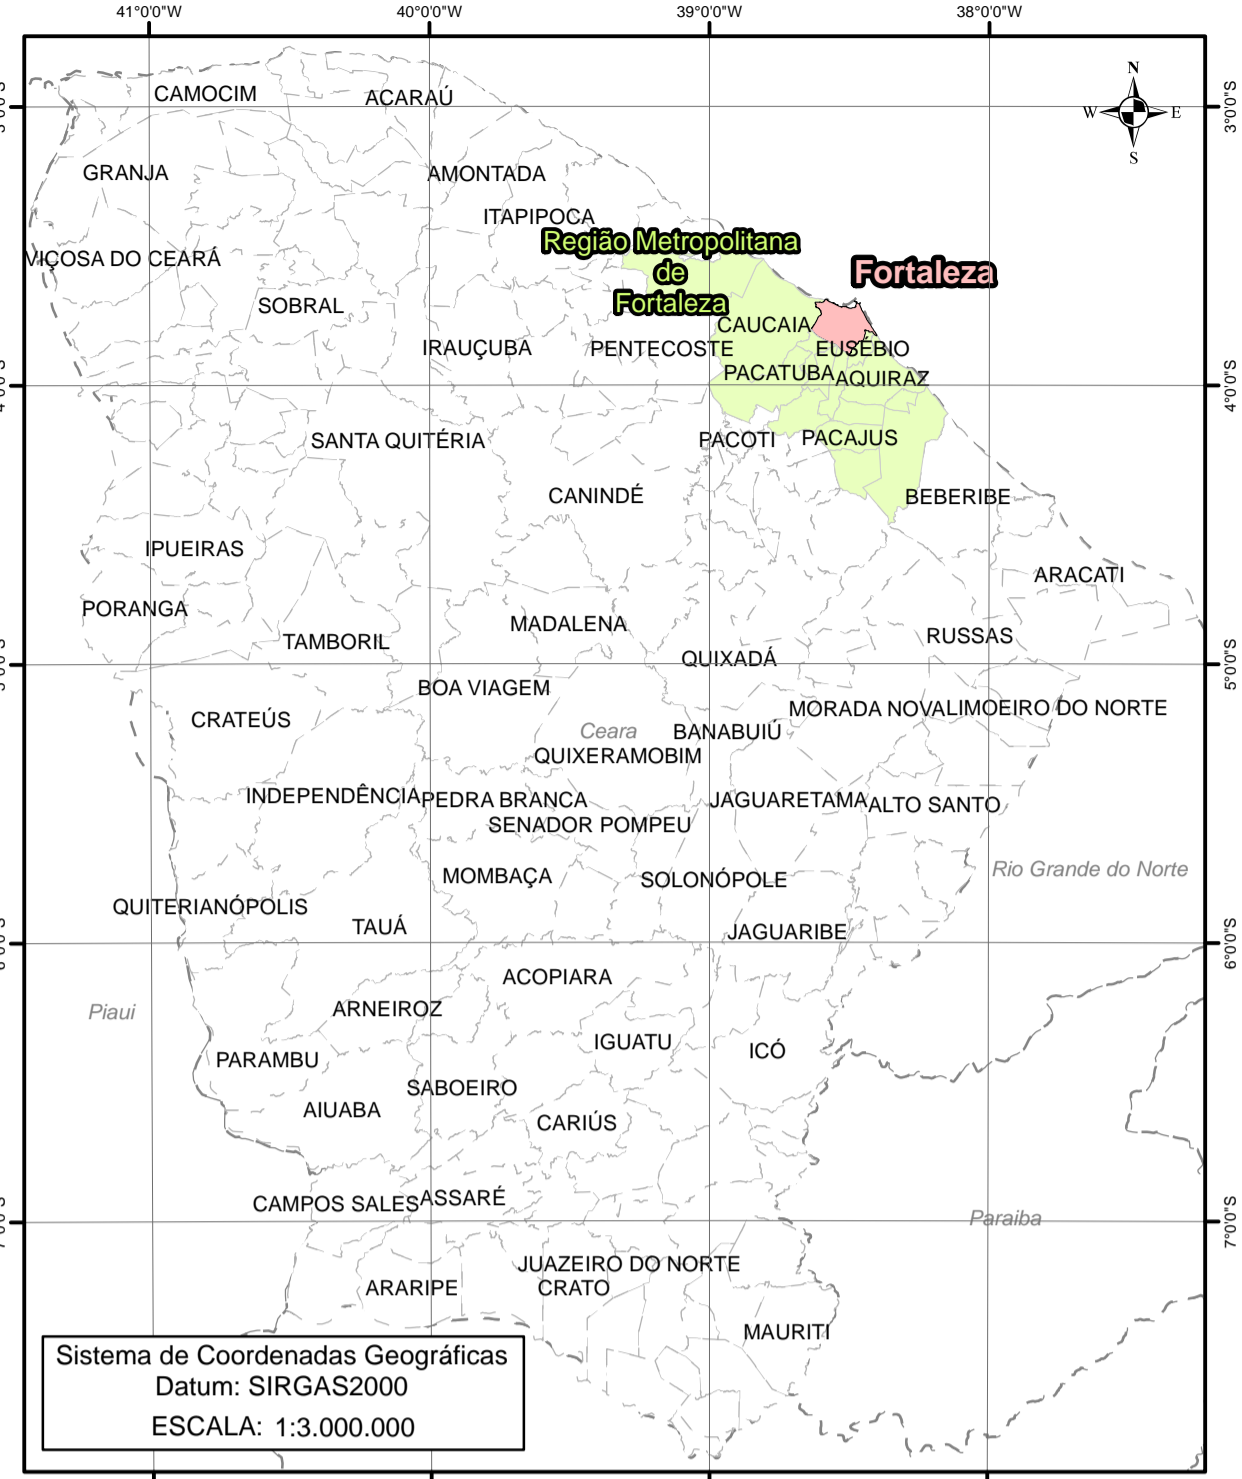 41°0'0"W 40°0'0"W 39°0'0"W 38°0'0"W
N
W E
S
3°0'0"S
CAMOCIM
ACARAÚ
GRANJA
AMONTADA
ITAPIPOCA
Região Metropolitana
de
Fortaleza
VIÇOSA DO CEARÁ
Fortaleza
SOBRAL
CAUCAIA
IRAUÇUBA
PENTECOSTE
EUSÉBIO
PACATUBA
AQUIRAZ
4°0'0"S
SANTA QUITÉRIA
PACOTI
PACAJUS
CANINDÉ
BEBERIBE
IPUEIRAS
ARACATI
PORANGA
MADALENA
TAMBORIL
RUSSAS
QUIXADÁ
5°0'0"S
BOA VIAGEM
MORADA NOVA
LIMOEIRO DO NORTE
CRATEÚS
Ceara
BANABUIÚ
QUIXERAMOBIM
INDEPENDÊNCIA
PEDRA BRANCA
JAGUARETAMA
ALTO SANTO
SENADOR POMPEU
Rio Grande do Norte
MOMBAÇA
SOLONÓPOLE
QUITERIANÓPOLIS
TAUÁ
JAGUARIBE
6°0'0"S
ACOPIARA
Piaui
ARNEIROZ
IGUATU
ICÓ
PARAMBU
SABOEIRO
AIUABA
CARIÚS
CAMPOS SALES
ASSARÉ
Paraiba
7°0'0"S
JUAZEIRO DO NORTE
ARARIPE
CRATO
MAURITI
Sistema de Coordenadas Geográficas
Datum: SIRGAS2000
ESCALA: 1:3.000.000